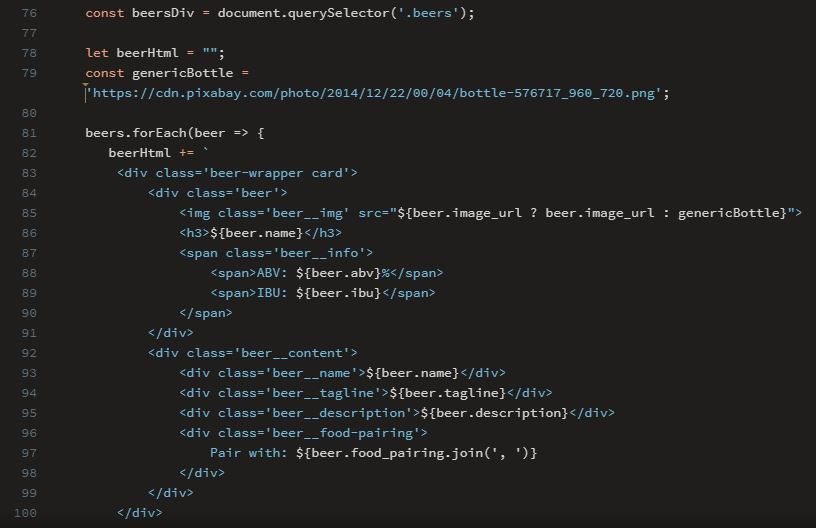 76 const beersDiv = document.querySelector('.beers');
77
78 let beerHtml = "";
79 const genericBottle =
'https://cdn.pixabay.com/photo/2014/12/22/00/04/bottle-576717_960_720.png';
80
81 beers.forEach(beer => {
82 beerHtml += `
83 <div class='beer-wrapper card'>
84 <div class='beer'>
85 <img class='beer__img' src="${beer.image_url ? beer.image_url : genericBottle}">
86 <h3>${beer.name}</h3>
87 <span class='beer__info'>
88 <span>ABV: ${beer.abv}%</span>
89 <span>IBU: ${beer.ibu}</span>
90 </span>
91 </div>
92 <div class='beer__content'>
93 <div class='beer__name'>${beer.name}</div>
94 <div class='beer__tagline'>${beer.tagline}</div>
95 <div class='beer__description'>${beer.description}</div>
96 <div class='beer__food-pairing'>
97 Pair with: ${beer.food_pairing.join(', ')}
98 </div>
99 </div>
100 </div>